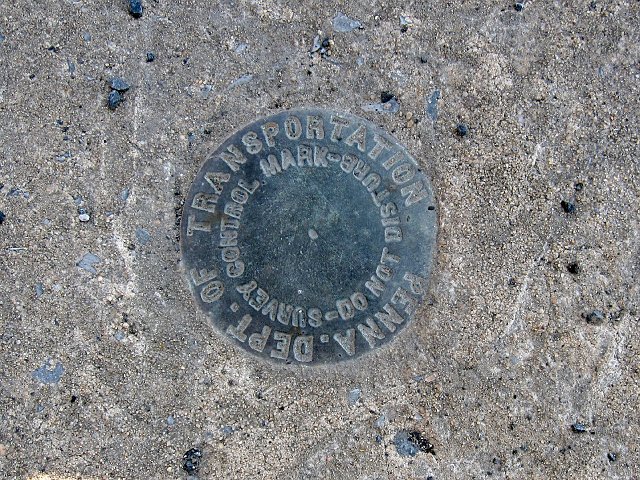 PENNA. DEPT. OF TRANSPORTATION
SURVEY CONTROL MARK-DO NOT DISTURB-